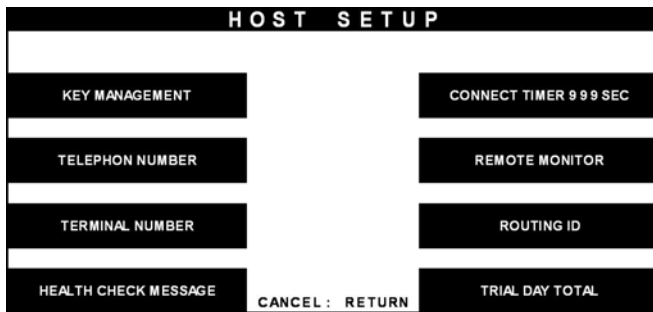 HOST SETUP
KEY MANAGEMENT
CONNECT TIMER 9 9 9 SEC
TELEPHON NUMBER
REMOTE MONITOR
TERMINAL NUMBER
ROUTING ID
HEALTH CHECK MESSAGE
CANCEL : RETURN
TRIAL DAY TOTAL